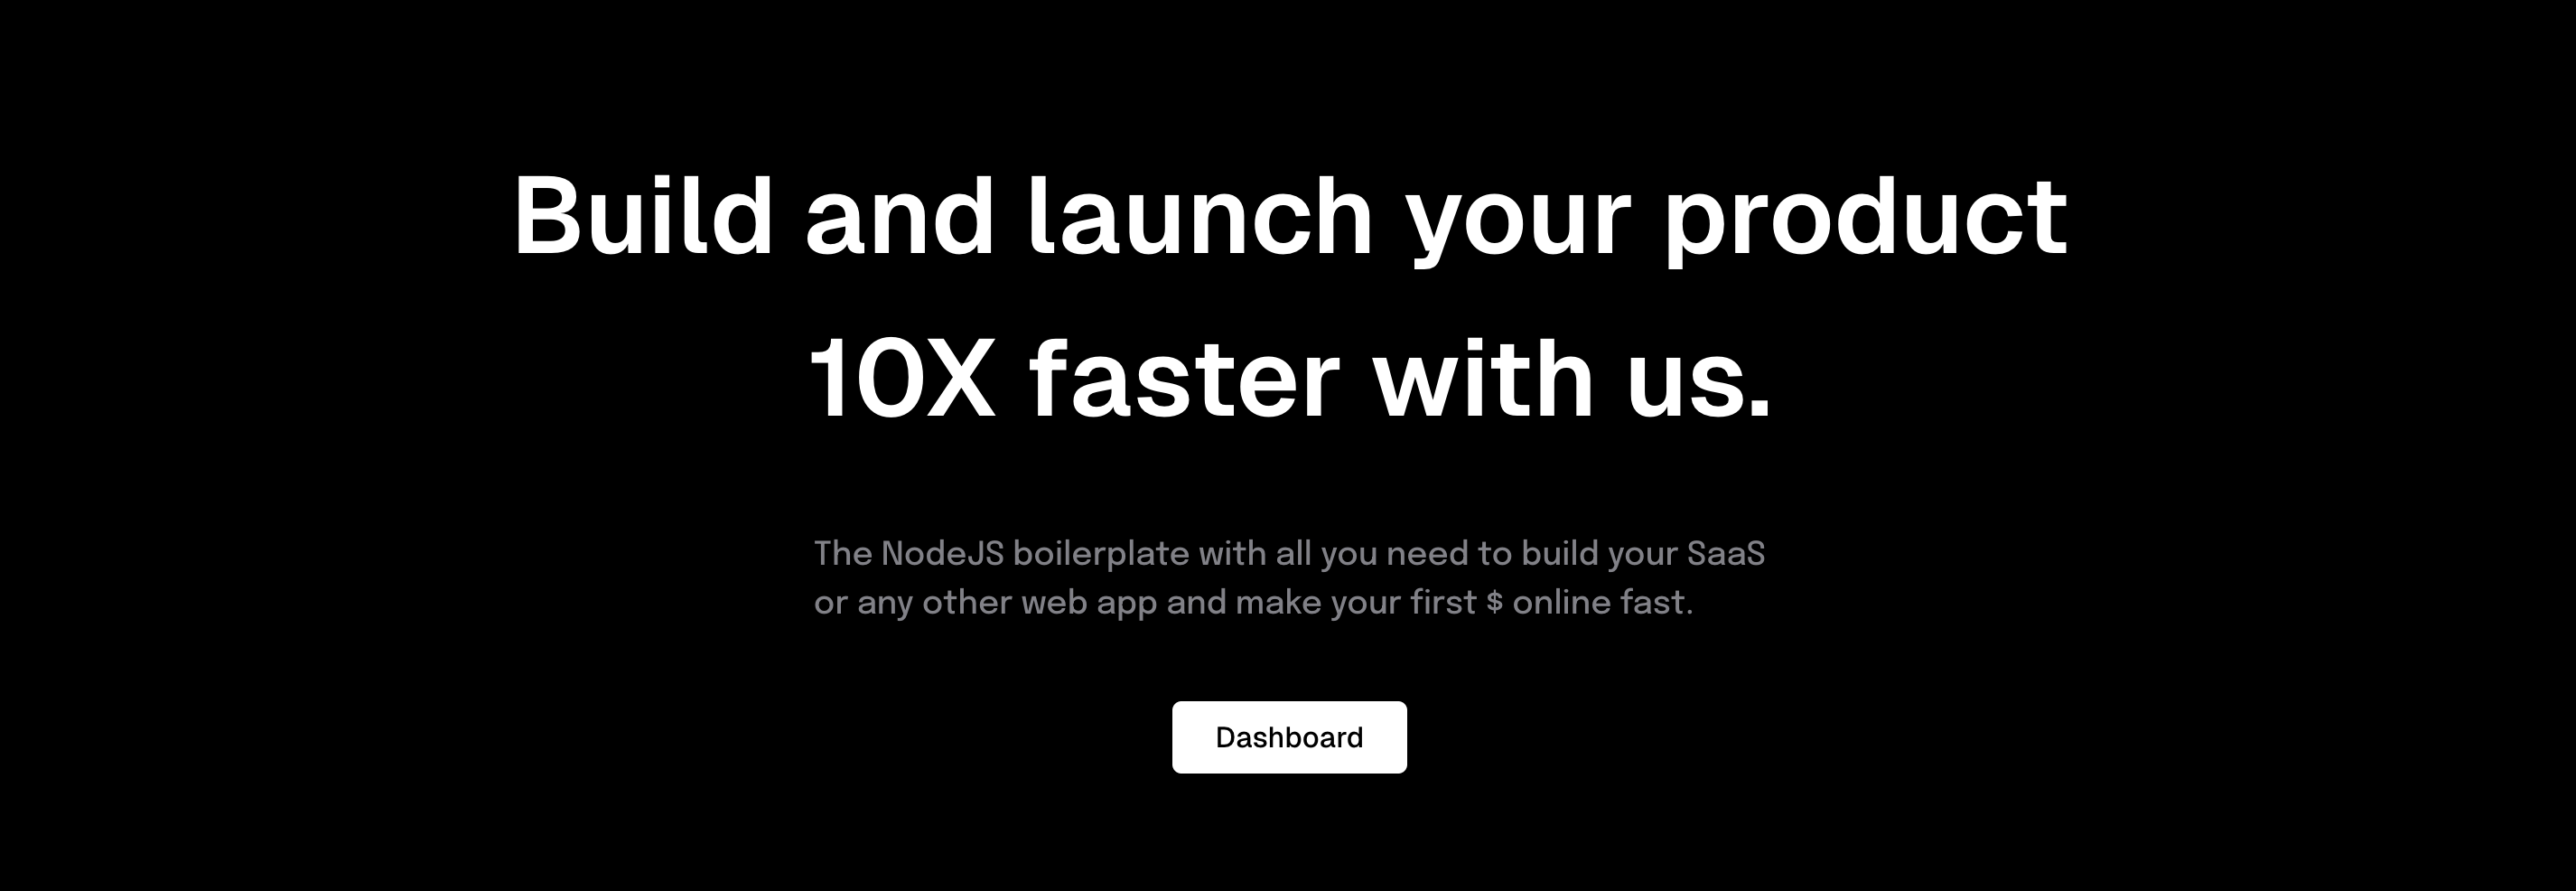 Build and launch your product
10X faster with us.
The NodeJS boilerplate with all you need to build your SaaS
or any other web app and make your first $ online fast.
Dashboard